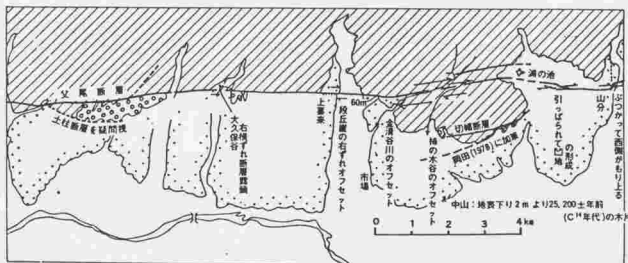 父尾断層
土柱断層を疑問視
右横ずれ断層露頭
大久保谷
上喜来
段丘崖の右ずれオフセット
60m
金清谷川のオフセット
市場
柿の木谷のオフセット
切幡断層
岡田(1978)に加筆
浦の池
引っぱられて凹地
の形成
山分
ぶつかって西側がもり上る
中山:地表下り2mより25,200±年前
(C¹⁴年代)の木片
0 1 2 3 4km